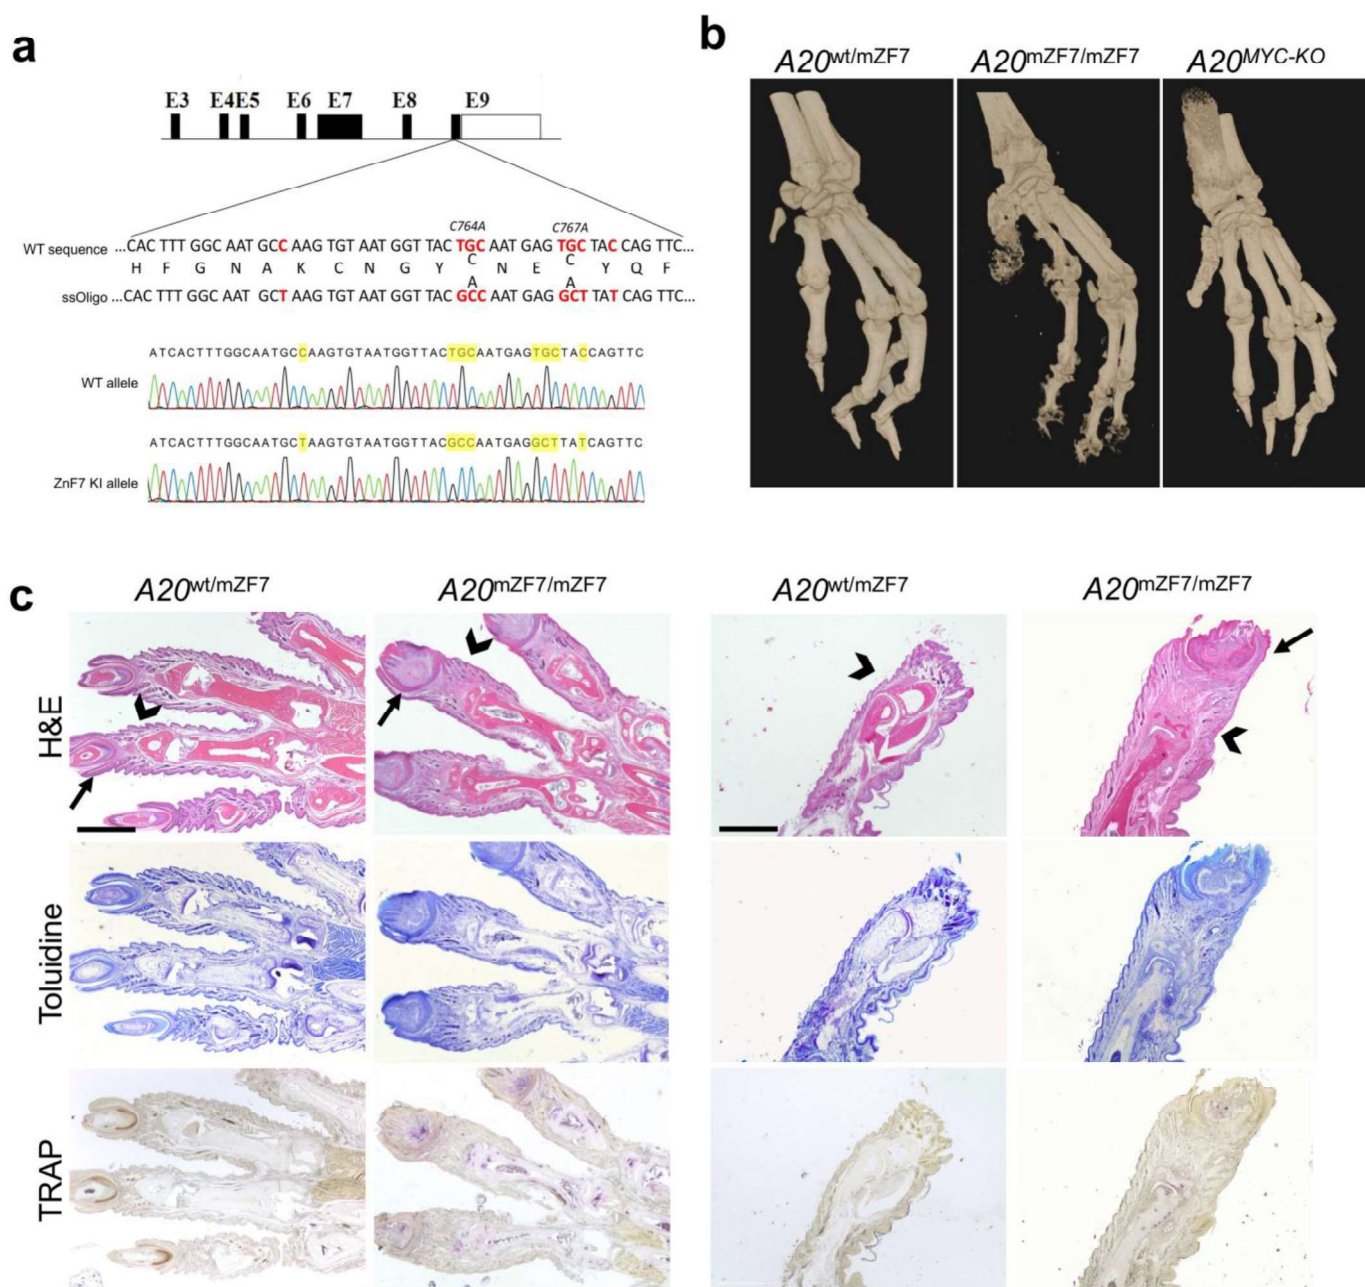 a
E3 E4 E5 E6 E7 E8 E9
C764A C767A
WT sequence ...CAC TTT GGC AAT GCC AAG TGT AAT GGT TAC TGC AAT GAG TGC TAC CAG TTC...
H F G N A K C N G Y C N E C Y Q F
A A
ssOligo ...CAC TTT GGC AAT GCT AAG TGT AAT GGT TAC GCC AAT GAG GCT TAT CAG TTC...
ATCACTTTGGCAATGCCAAGTGTAATGGTTACTGCAATGAGTGCTACCAGTTC
WT allele
ATCACTTTGGCAATGCTAAGTGTAATGGTTACGCCAATGAGGCTTATCAGTTC
ZnF7 KI allele
b
A20wt/mZF7 A20mZF7/mZF7 A20MYC-KO
c
A20wt/mZF7 A20mZF7/mZF7 A20wt/mZF7 A20mZF7/mZF7
H&E
Toluidine
TRAP